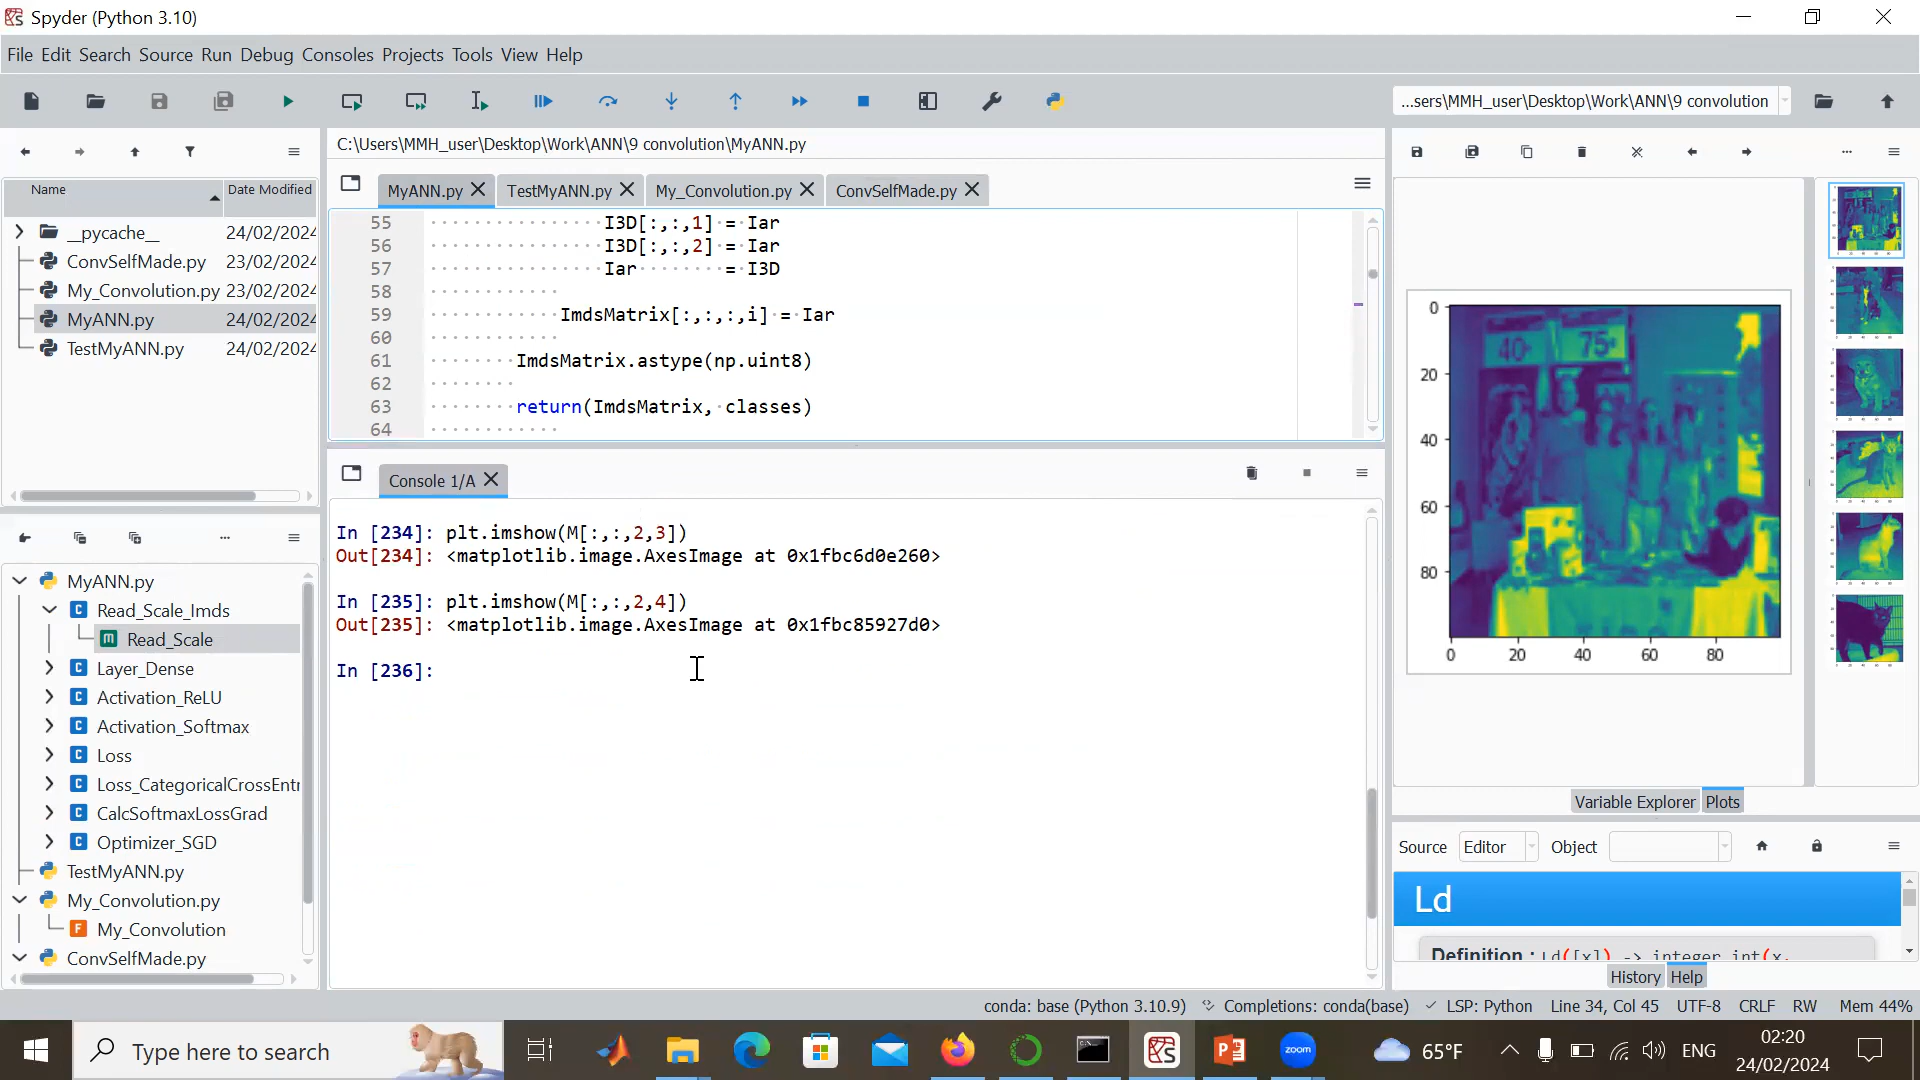 Spyder (Python 3.10)
File Edit Search Source Run Debug Consoles Projects Tools View Help
...sers\MMH_user\Desktop\Work\ANN\9 convolution
Name Date Modified
__pycache__ 24/02/2024
ConvSelfMade.py 23/02/2024
My_Convolution.py 23/02/2024
MyANN.py 24/02/2024
TestMyANN.py 24/02/2024
MyANN.py
Read_Scale_Imds
Read_Scale
Layer_Dense
Activation_ReLU
Activation_Softmax
Loss
Loss_CategoricalCrossEntr
CalcSoftmaxLossGrad
Optimizer_SGD
TestMyANN.py
My_Convolution.py
My_Convolution
ConvSelfMade.py
C:\Users\MMH_user\Desktop\Work\ANN\9 convolution\MyANN.py
MyANN.py TestMyANN.py My_Convolution.py ConvSelfMade.py
55 I3D[:,:,1] = Iar
56 I3D[:,:,2] = Iar
57 Iar = I3D
58
59 ImdsMatrix[:,:,:,i] = Iar
60
61 ImdsMatrix.astype(np.uint8)
62
63 return(ImdsMatrix, classes)
64
Console 1/A
In [234]: plt.imshow(M[:,:,2,3])
Out[234]: <matplotlib.image.AxesImage at 0x1fbc6d0e260>
In [235]: plt.imshow(M[:,:,2,4])
Out[235]: <matplotlib.image.AxesImage at 0x1fbc85927d0>
In [236]:
0
20
40
60
80
0 20 40 60 80
40
75
Variable Explorer Plots
Source Editor Object
Ld
Definition : Ld([x]) -> integer int(x,
History Help
conda: base (Python 3.10.9) Completions: conda(base) LSP: Python Line 34, Col 45 UTF-8 CRLF RW Mem 44%
Type here to search
zoom
65°F
ENG
02:20
24/02/2024